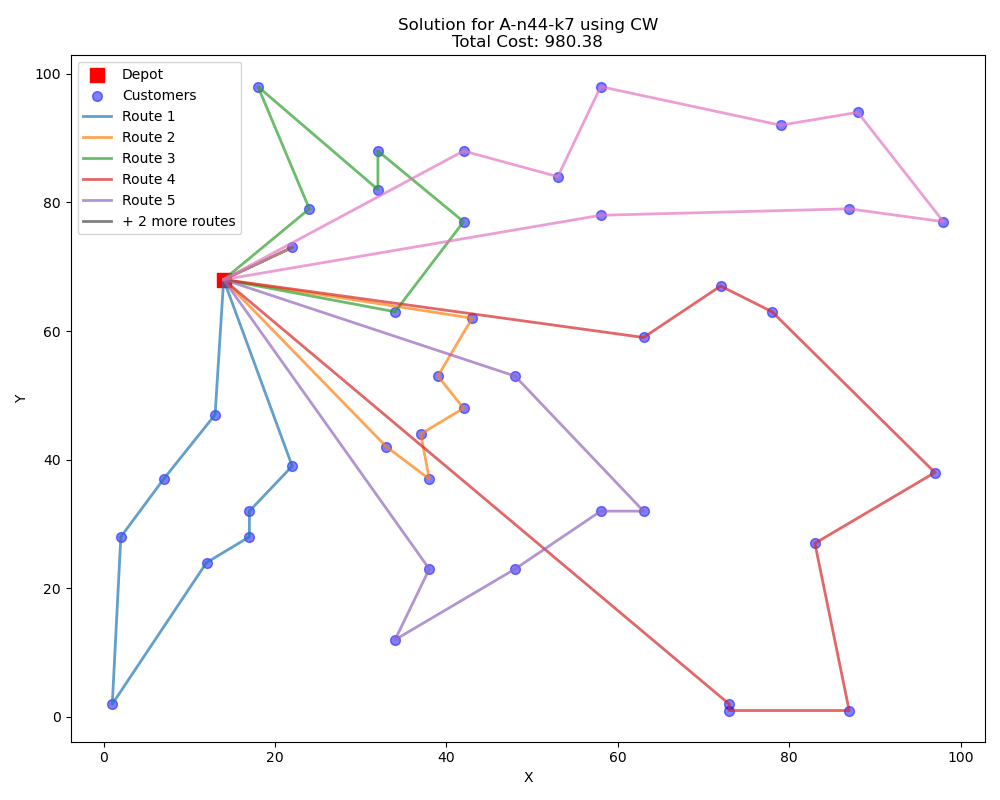 Solution for A-n44-k7 using CW
Total Cost: 980.38
Depot
Customers
Route 1
Route 2
Route 3
Route 4
Route 5
+ 2 more routes
100
80
60
40
20
0
Y
0
20
40
60
80
100
X